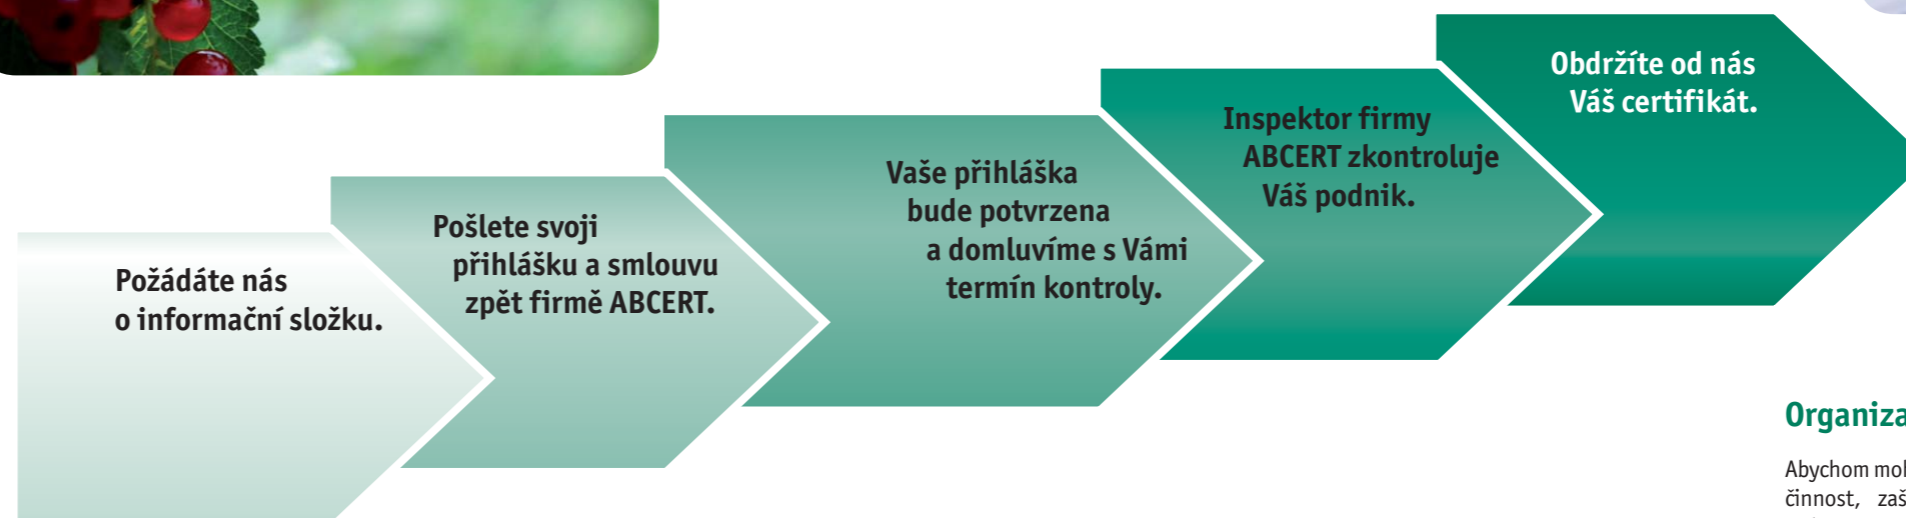 Požádáte nás
o informační složku.
Pošlete svoji
přihlášku a smlouvu
zpět firmě ABCERT.
Vaše přihláška
bude potvrzena
a domluvíme s Vámi
termín kontroly.
Inspektor firmy
ABCERT zkontroluje
Váš podnik.
Obdržíte od nás
Váš certifikát.
Organiza
Abychom moh
činnost, zaš